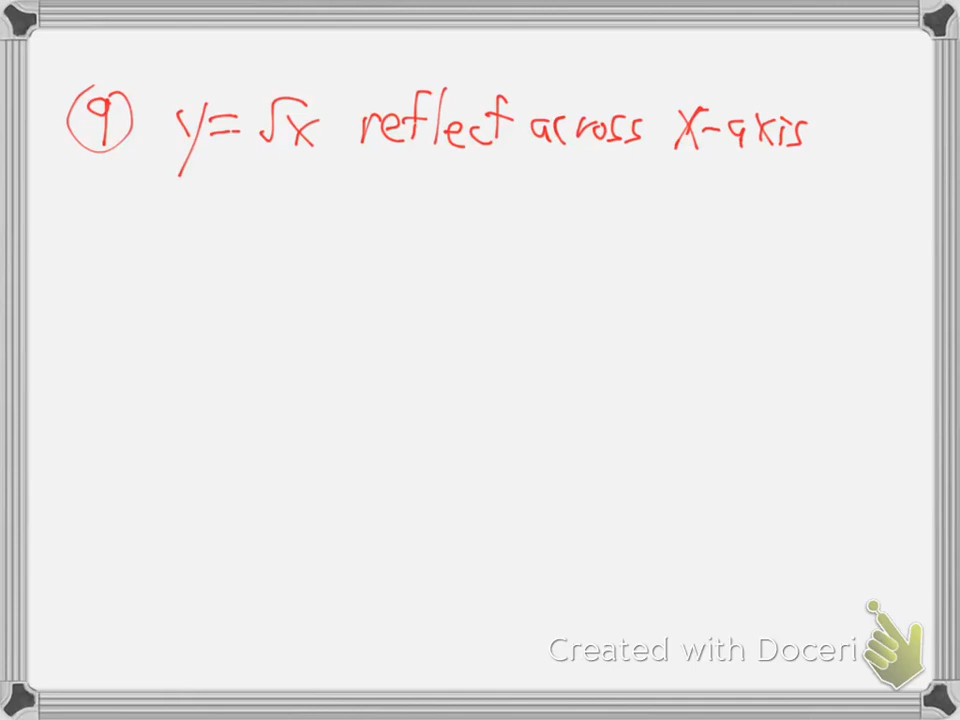 ⑨ y=√x reflect across x-axis
Created with Doceri